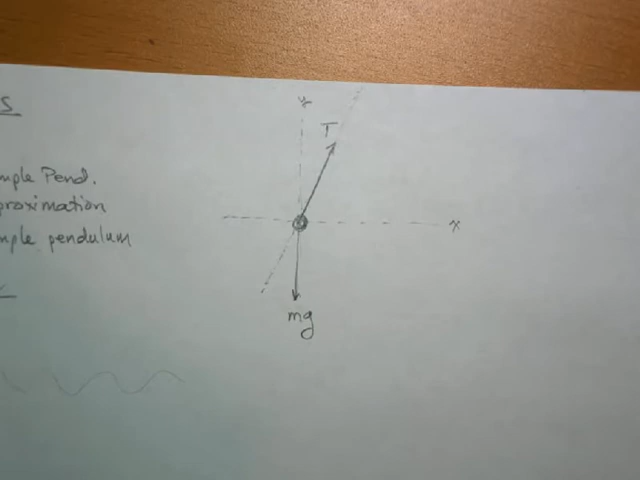 s
mple Pend.
proximation
mple pendulum
T
x
mg